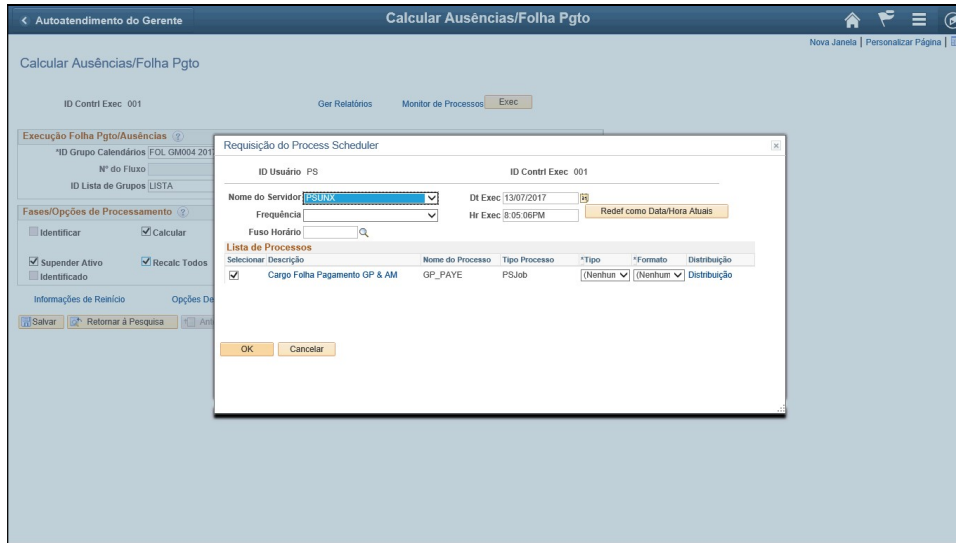 Autoatendimento do Gerente
Calcular Ausências/Folha Pgto
Nova Janela | Personalizar Página |
Calcular Ausências/Folha Pgto
ID Contrl Exec 001
Ger Relatórios
Monitor de Processos
Exec
Execução Folha Pgto/Ausências
*ID Grupo Calendários FOL GM004 201
Nº do Fluxo
ID Lista de Grupos LISTA
Fases/Opções de Processamento
Identificar
Calcular
Supender Ativo
Recalc Todos
Identificado
Informações de Reinício
Opções De
Salvar
Retornar à Pesquisa
Requisição do Process Scheduler
ID Usuário PS
ID Contrl Exec 001
Nome do Servidor PSUNX
Dt Exec 13/07/2017
Frequência
Hr Exec 8:05:06PM
Redef como Data/Hora Atuais
Fuso Horário
Lista de Processos
Selecionar Descrição Nome do Processo Tipo Processo *Tipo *Formato Distribuição
Cargo Folha Pagamento GP & AM GP_PAYE PSJob (Nenhun (Nenhum Distribuição
OK
Cancelar